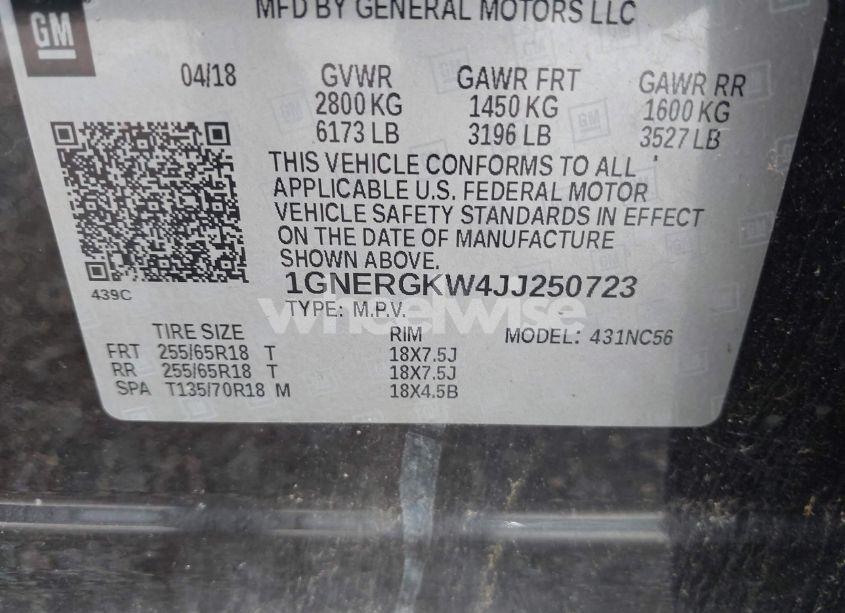 MFD BY GENERAL MOTORS LLC
GM
04/18 GVWR GAWR FRT GAWR RR
2800 KG 1450 KG 1600 KG
6173 LB 3196 LB 3527 LB
THIS VEHICLE CONFORMS TO ALL
APPLICABLE U.S. FEDERAL MOTOR
VEHICLE SAFETY STANDARDS IN EFFECT
ON THE DATE OF MANUFACTURE
SHOWN ABOVE.
439C
1GNERGKW4JJ250723
TYPE: M.P.V.
wheelwise
TIRE SIZE RIM MODEL: 431NC56
FRT 255/65R18 T 18X7.5J
RR 255/65R18 T 18X7.5J
SPA T135/70R18 M 18X4.5B